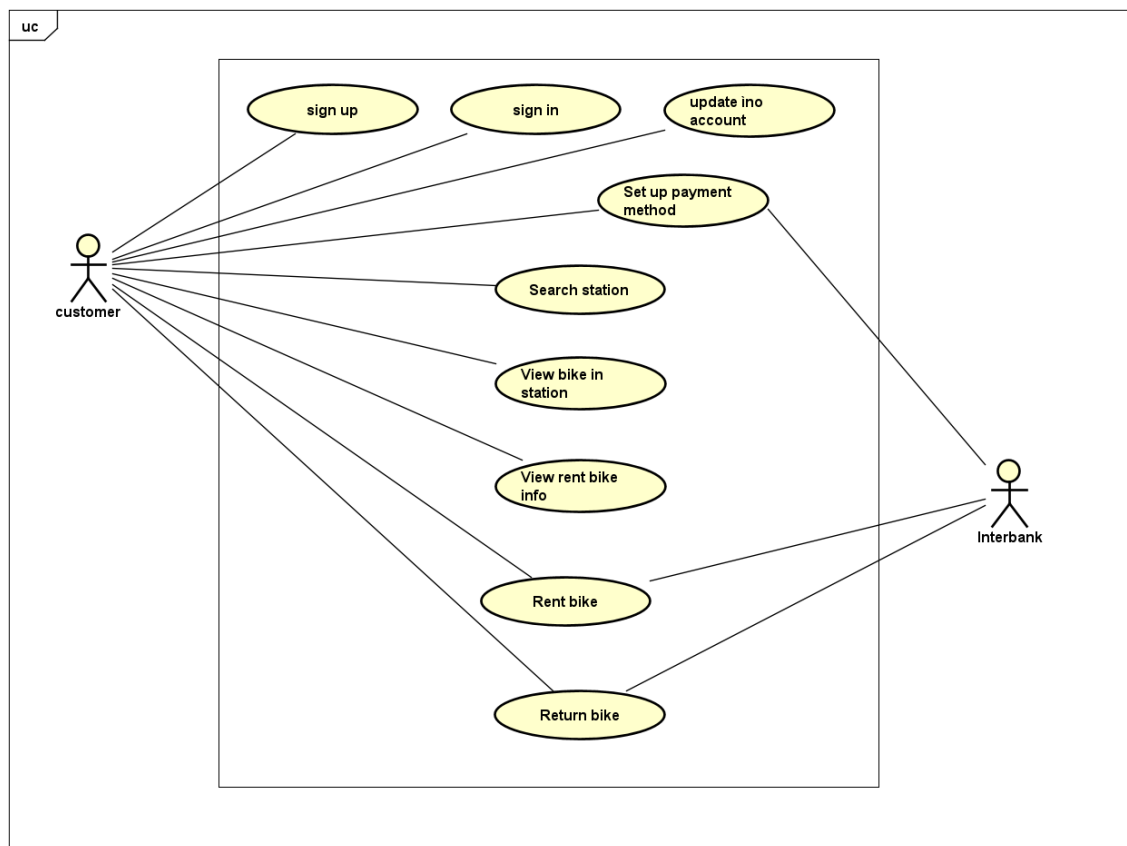 uc
sign up
sign in
update ino
account
Set up payment
method
customer
Search station
View bike in
station
View rent bike
info
Interbank
Rent bike
Return bike